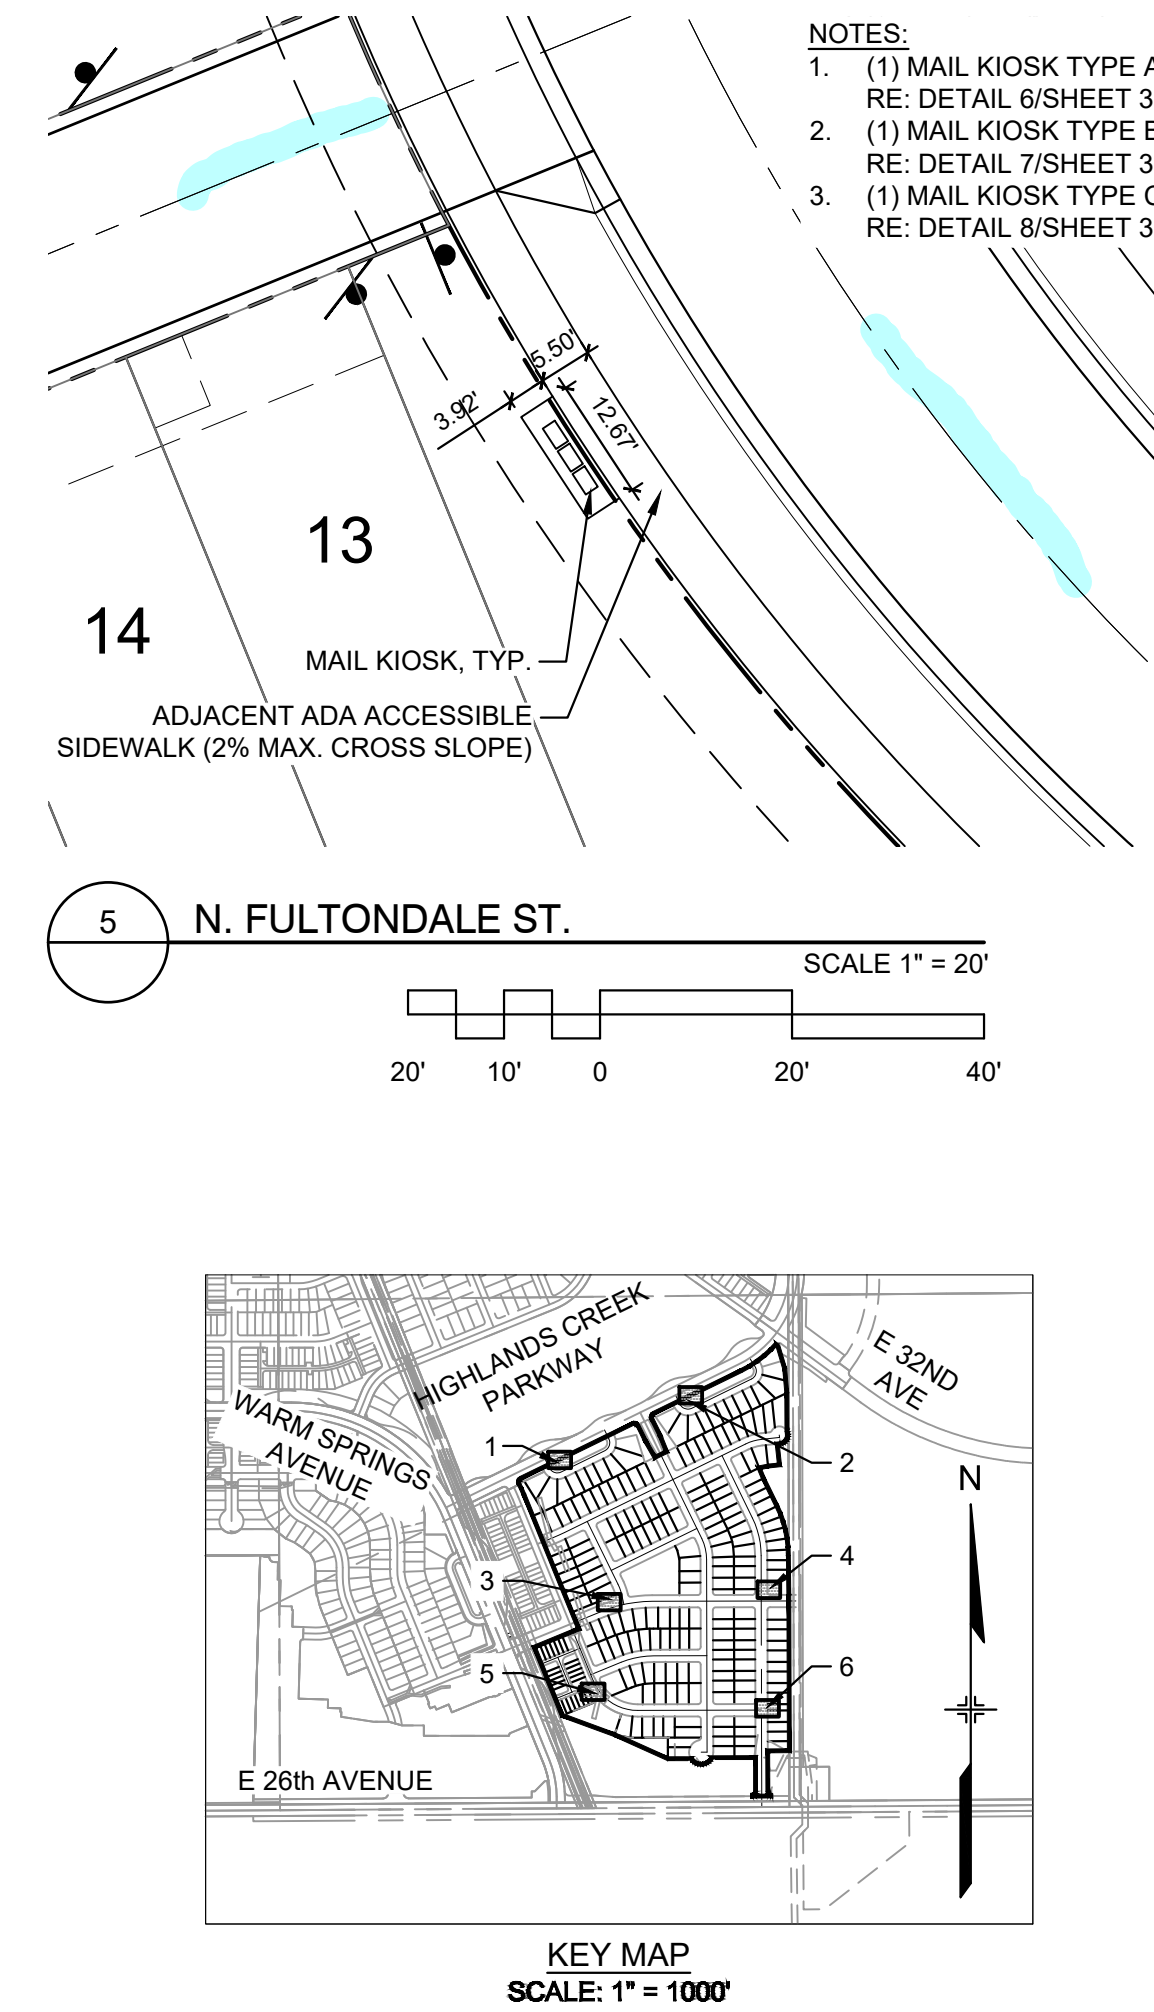 NOTES:
1. (1) MAIL KIOSK TYPE A
RE: DETAIL 6/SHEET 3
2. (1) MAIL KIOSK TYPE B
RE: DETAIL 7/SHEET 3
3. (1) MAIL KIOSK TYPE C
RE: DETAIL 8/SHEET 3
5.50'
3.92'
12.67'
13
14
MAIL KIOSK, TYP.
ADJACENT ADA ACCESSIBLE
SIDEWALK (2% MAX. CROSS SLOPE)
5
N. FULTONDALE ST.
SCALE 1" = 20'
20' 10' 0 20' 40'
HIGHLANDS CREEK
PARKWAY
E 32ND
AVE
WARM SPRINGS
AVENUE
1
2
N
3
4
5
6
E 26th AVENUE
KEY MAP
SCALE: 1" = 1000'